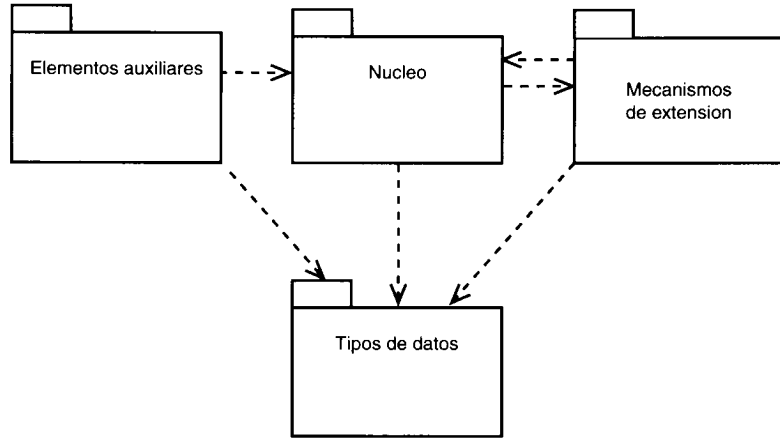 Elementos auxiliares
Nucleo
Mecanismos
de extension
Tipos de datos